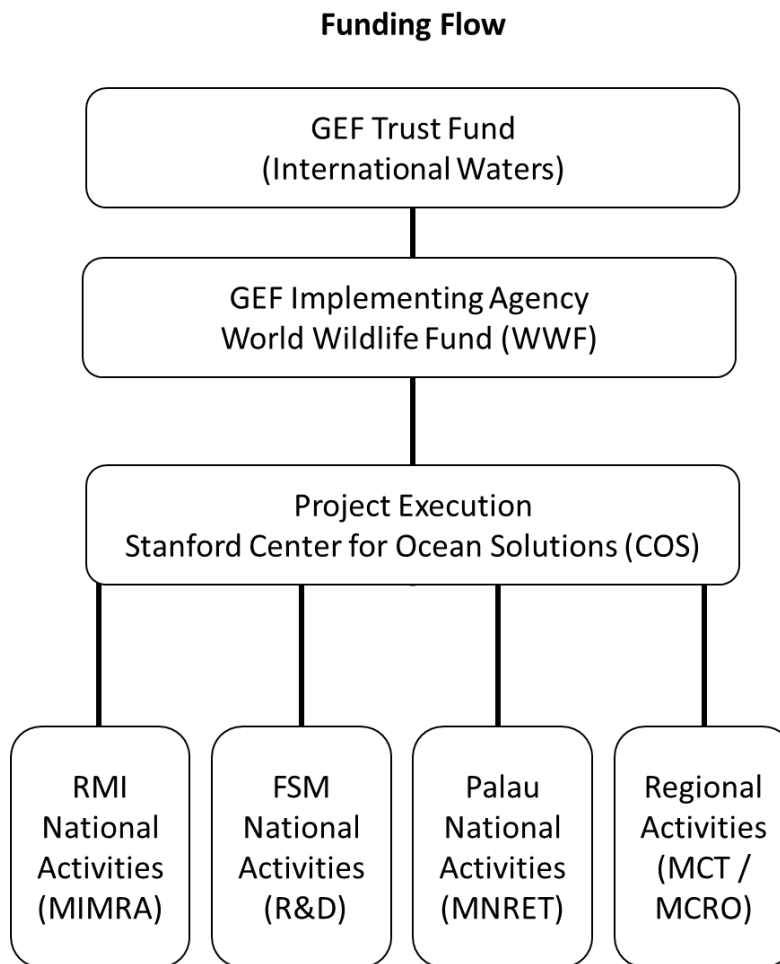 Funding Flow
GEF Trust Fund
(International Waters)
GEF Implementing Agency
World Wildlife Fund (WWF)
Project Execution
Stanford Center for Ocean Solutions (COS)
RMI
National
Activities
(MIMRA)
FSM
National
Activities
(R&D)
Palau
National
Activities
(MNRET)
Regional
Activities
(MCT /
MCRO)